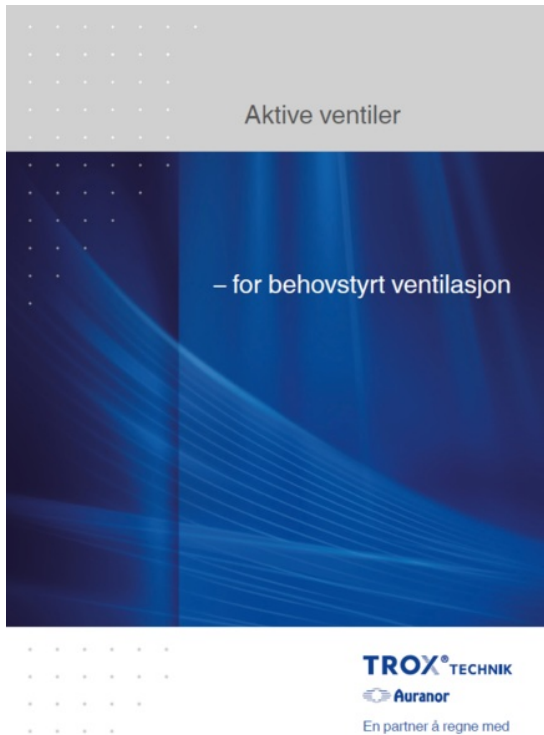 Aktive ventiler
– for behovstyrt ventilasjon
TROX® TECHNIK
Auranor
En partner å regne med